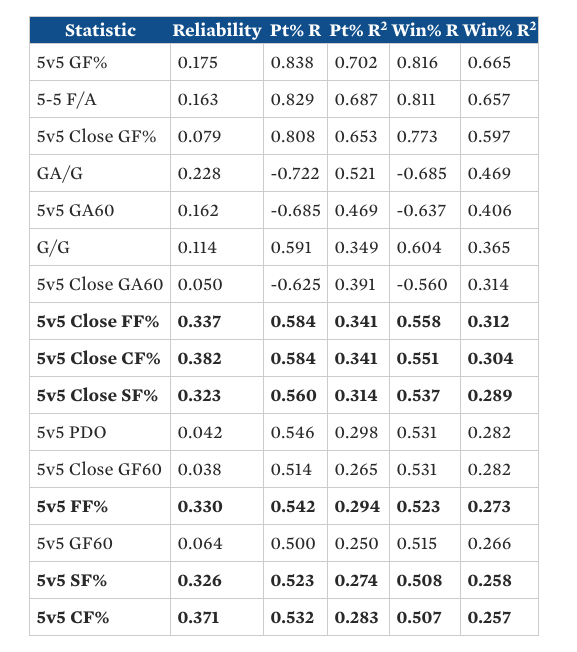 Statistic Reliability Pt% R Pt% R² Win% R Win% R²
5v5 GF% 0.175 0.838 0.702 0.816 0.665
5-5 F/A 0.163 0.829 0.687 0.811 0.657
5v5 Close GF% 0.079 0.808 0.653 0.773 0.597
GA/G 0.228 -0.722 0.521 -0.685 0.469
5v5 GA60 0.162 -0.685 0.469 -0.637 0.406
G/G 0.114 0.591 0.349 0.604 0.365
5v5 Close GA60 0.050 -0.625 0.391 -0.560 0.314
5v5 Close FF% 0.337 0.584 0.341 0.558 0.312
5v5 Close CF% 0.382 0.584 0.341 0.551 0.304
5v5 Close SF% 0.323 0.560 0.314 0.537 0.289
5v5 PDO 0.042 0.546 0.298 0.531 0.282
5v5 Close GF60 0.038 0.514 0.265 0.531 0.282
5v5 FF% 0.330 0.542 0.294 0.523 0.273
5v5 GF60 0.064 0.500 0.250 0.515 0.266
5v5 SF% 0.326 0.523 0.274 0.508 0.258
5v5 CF% 0.371 0.532 0.283 0.507 0.257